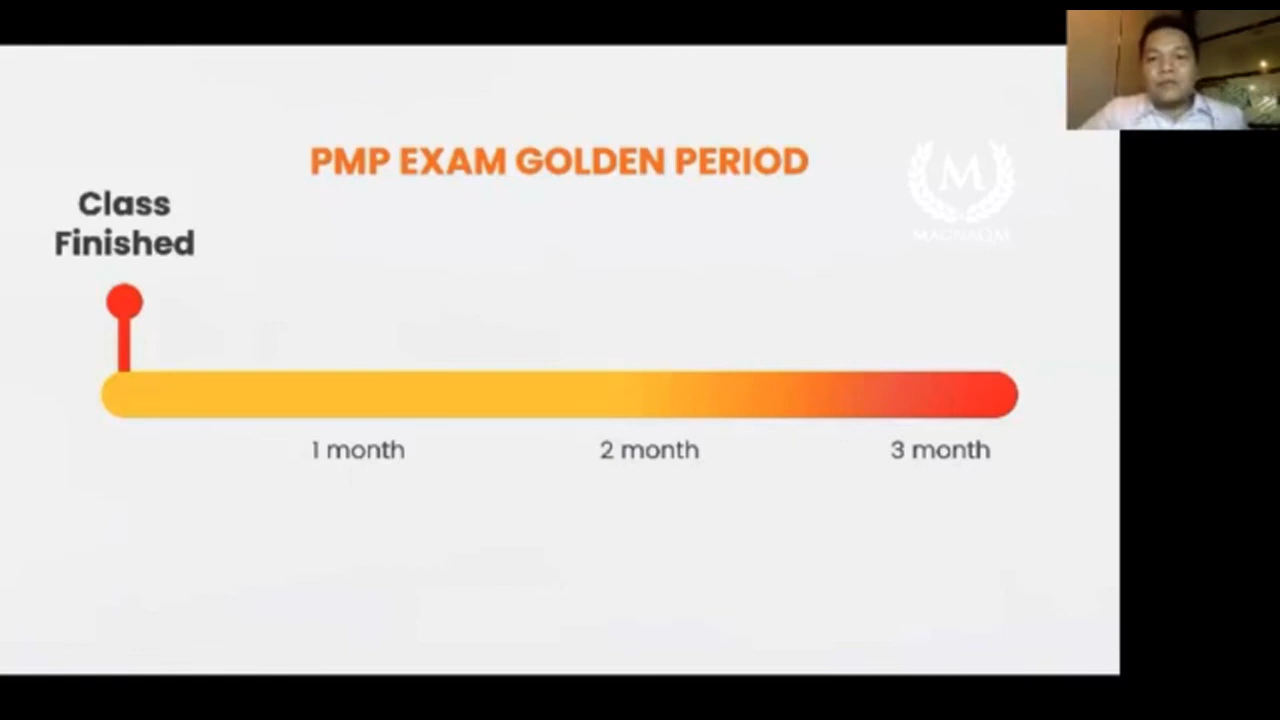 PMP EXAM GOLDEN PERIOD
M
Class
Finished
1 month
2 month
3 month